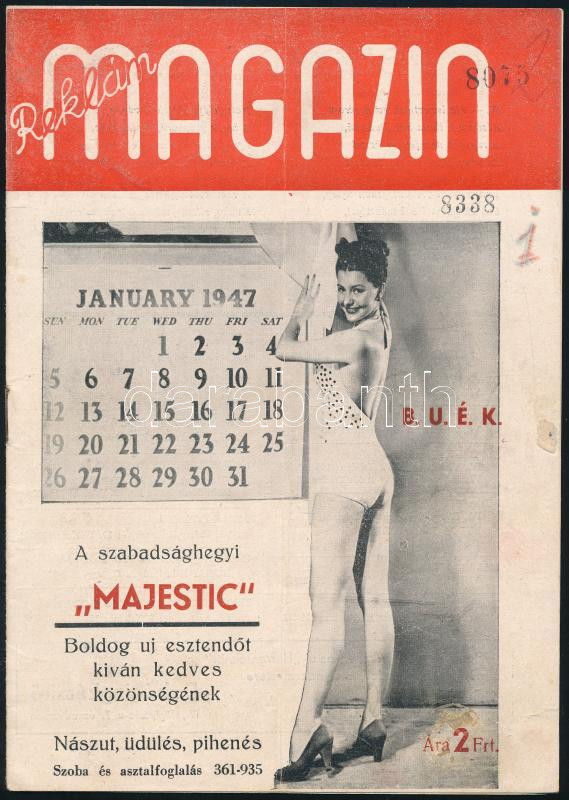 Reklám
MAGAZIN
8075
8338
1
JANUARY 1947
SUN MON TUE WED THU FRI SAT
1 2 3 4
5 6 7 8 9 10 11
12 13 14 15 16 17 18
19 20 21 22 23 24 25
26 27 28 29 30 31
darabanth
B. U. É. K.
A szabadsághegyi
„MAJESTIC“
Boldog uj esztendőt
kiván kedves
közönségének
Nászut, üdülés, pihenés
Szoba és asztalfoglalás 361-935
Ára 2 Frt.